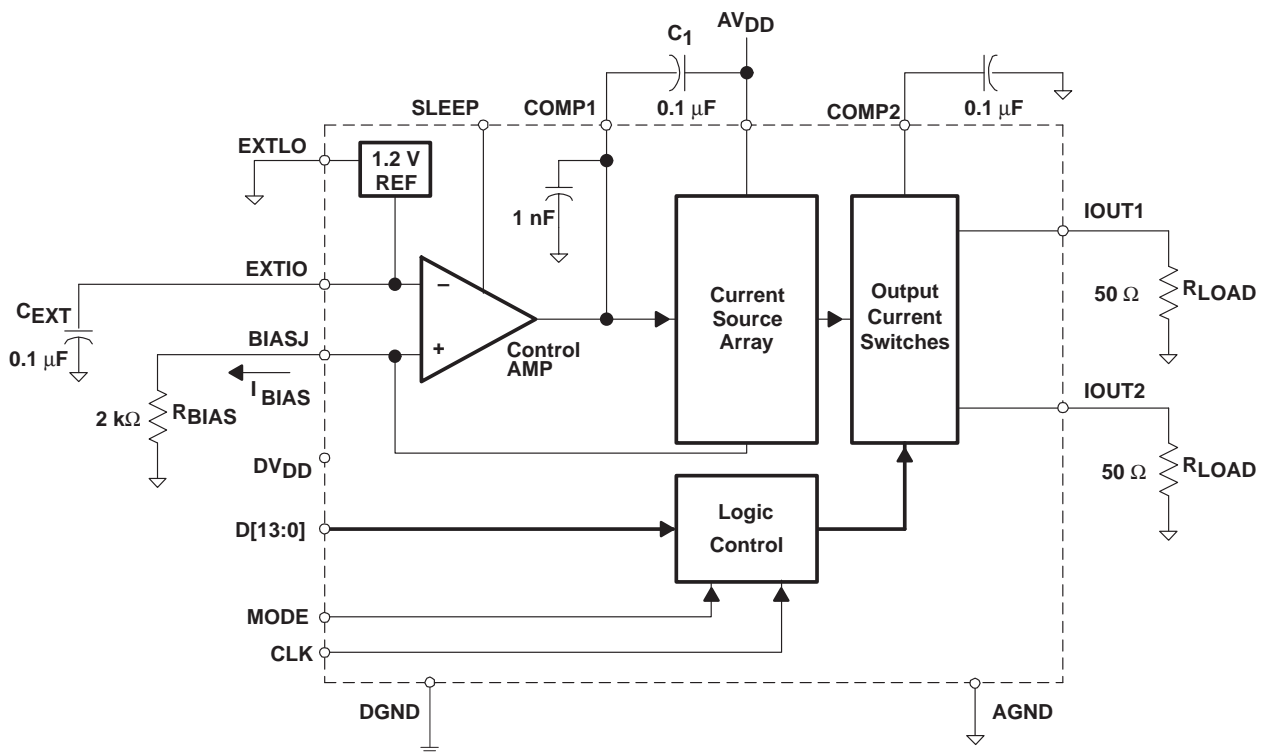 AVDD
C1
0.1 µF
0.1 µF
SLEEP
COMP1
COMP2
EXTLO
1.2 V
REF
1 nF
IOUT1
50 Ω
RLOAD
EXTIO
−
+
Control
AMP
Current
Source
Array
Output
Current
Switches
CEXT
0.1 µF
BIASJ
IBIAS
2 kΩ
RBIAS
IOUT2
50 Ω
RLOAD
DVDD
D[13:0]
Logic
Control
MODE
CLK
DGND
AGND